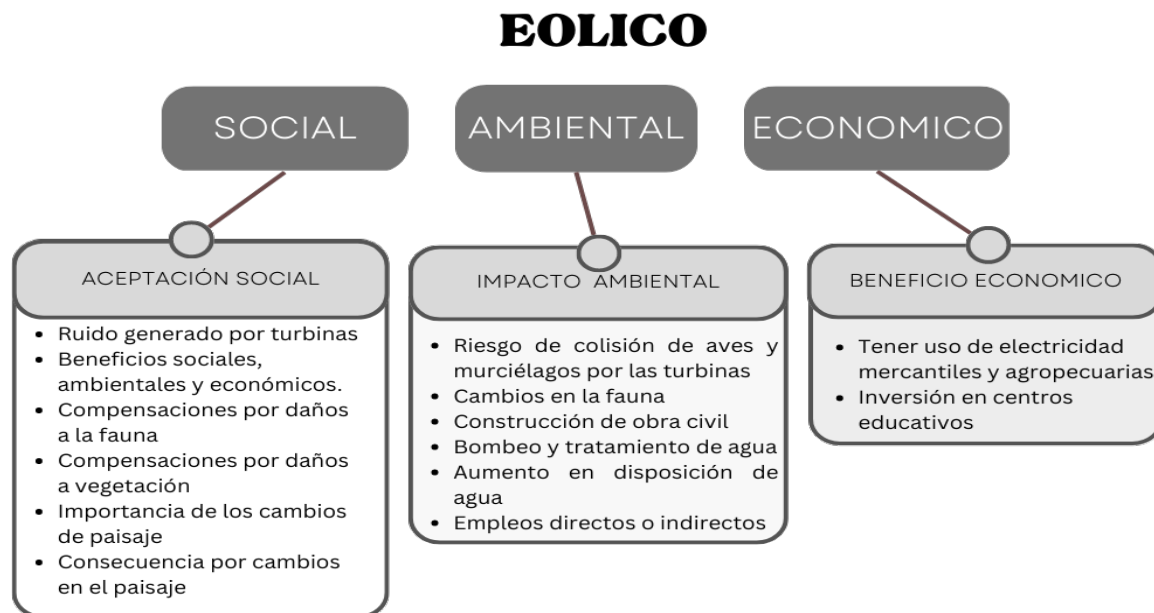 EOLICO
SOCIAL
AMBIENTAL
ECONOMICO
ACEPTACIÓN SOCIAL
• Ruido generado por turbinas
• Beneficios sociales,
ambientales y económicos.
• Compensaciones por daños
a la fauna
• Compensaciones por daños
a vegetación
• Importancia de los cambios
de paisaje
• Consecuencia por cambios
en el paisaje
IMPACTO AMBIENTAL
• Riesgo de colisión de aves y
murciélagos por las turbinas
• Cambios en la fauna
• Construcción de obra civil
• Bombeo y tratamiento de agua
• Aumento en disposición de
agua
• Empleos directos o indirectos
BENEFICIO ECONOMICO
• Tener uso de electricidad
mercantiles y agropecuarias
• Inversión en centros
educativos